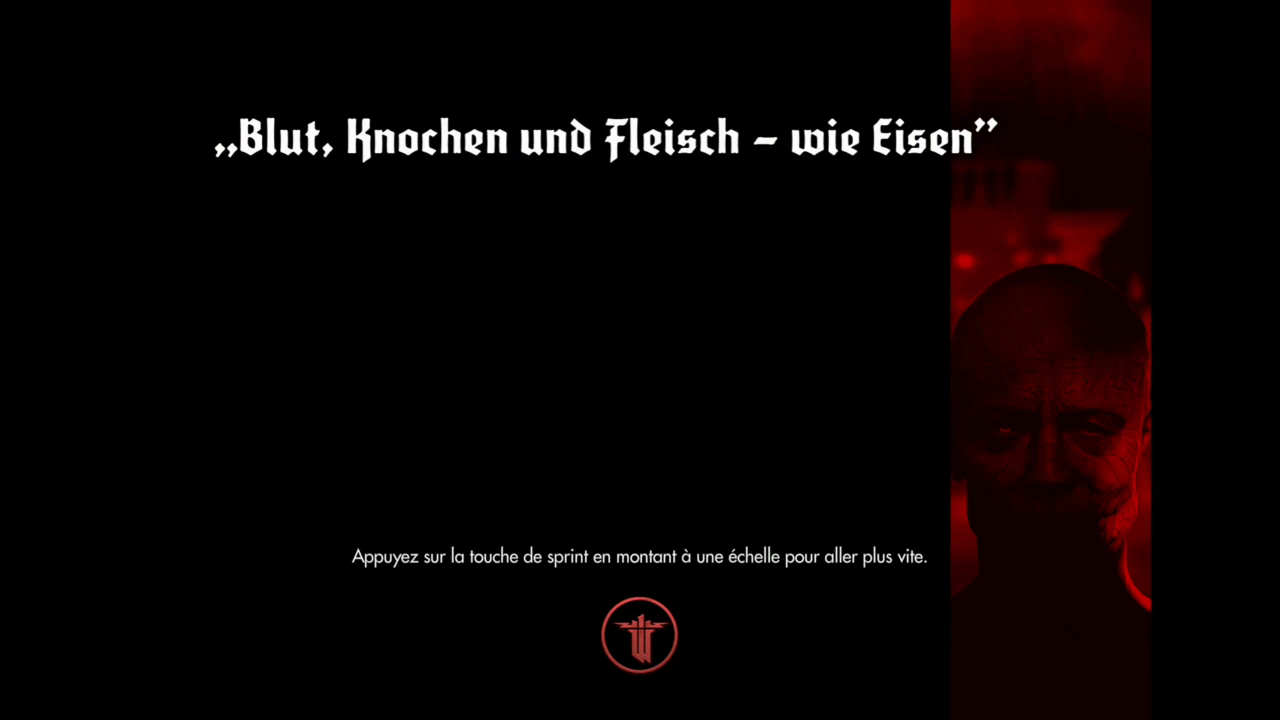 „Blut, Knochen und Fleisch – wie Eisen”
Appuyez sur la touche de sprint en montant à une échelle pour aller plus vite.